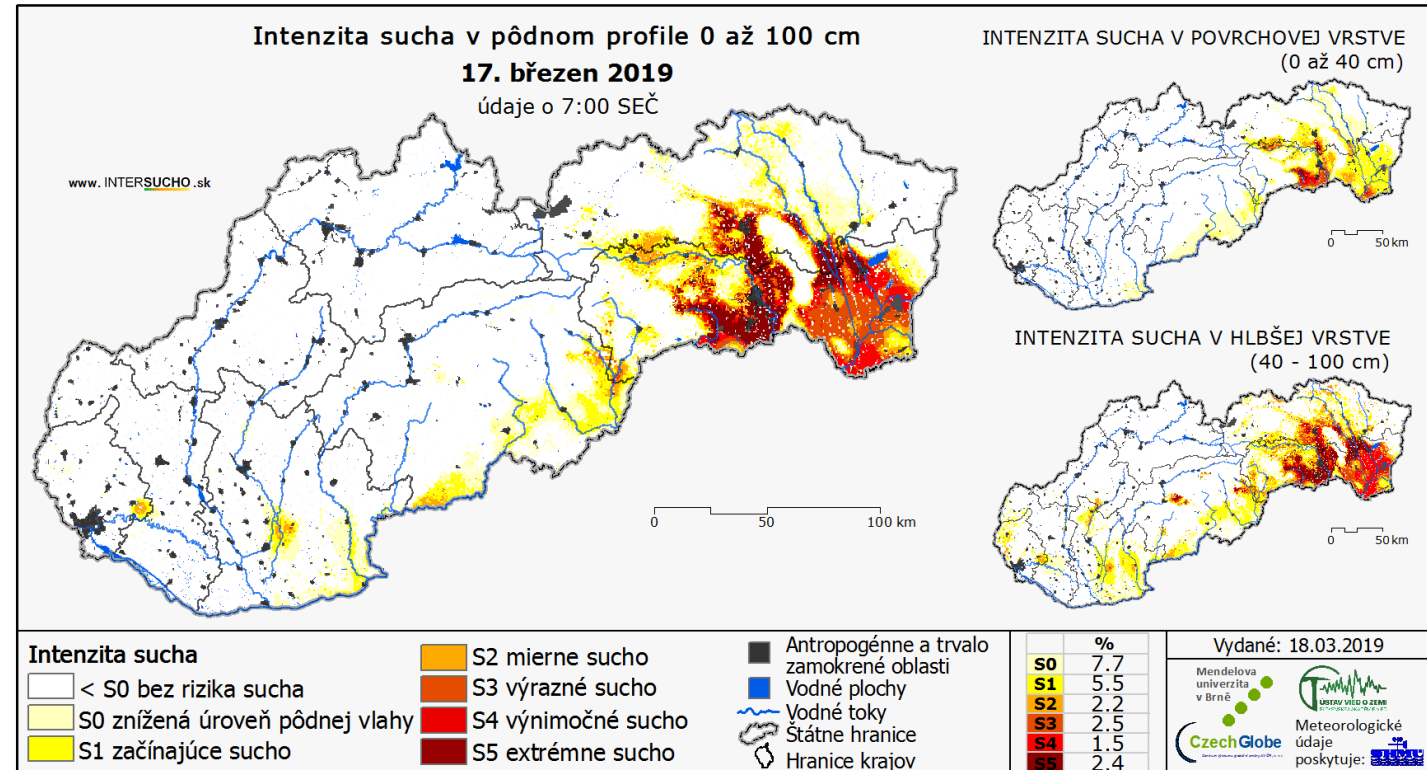 Intenzita sucha v pôdnom profile 0 až 100 cm
17. březen 2019
údaje o 7:00 SEČ
www.INTERSUCHO.sk
0 50 100 km
INTENZITA SUCHA V POVRCHOVEJ VRSTVE
(0 až 40 cm)
0 50 km
INTENZITA SUCHA V HLBŠEJ VRSTVE
(40 - 100 cm)
0 50 km
Intenzita sucha
< S0 bez rizika sucha
S0 znížená úroveň pôdnej vlahy
S1 začínajúce sucho
S2 mierne sucho
S3 výrazné sucho
S4 výnimočné sucho
S5 extrémne sucho
Antropogénne a trvalo
zamokrené oblasti
Vodné plochy
Vodné toky
Štátne hranice
Hranice krajov
%
S0 7.7
S1 5.5
S2 2.2
S3 2.5
S4 1.5
S5 2.4
Vydané: 18.03.2019
Mendelova
univerzita
v Brně
CzechGlobe
ÚSTAV VIED O ZEMI
Meteorologické
údaje
poskytuje:
SHMÚ